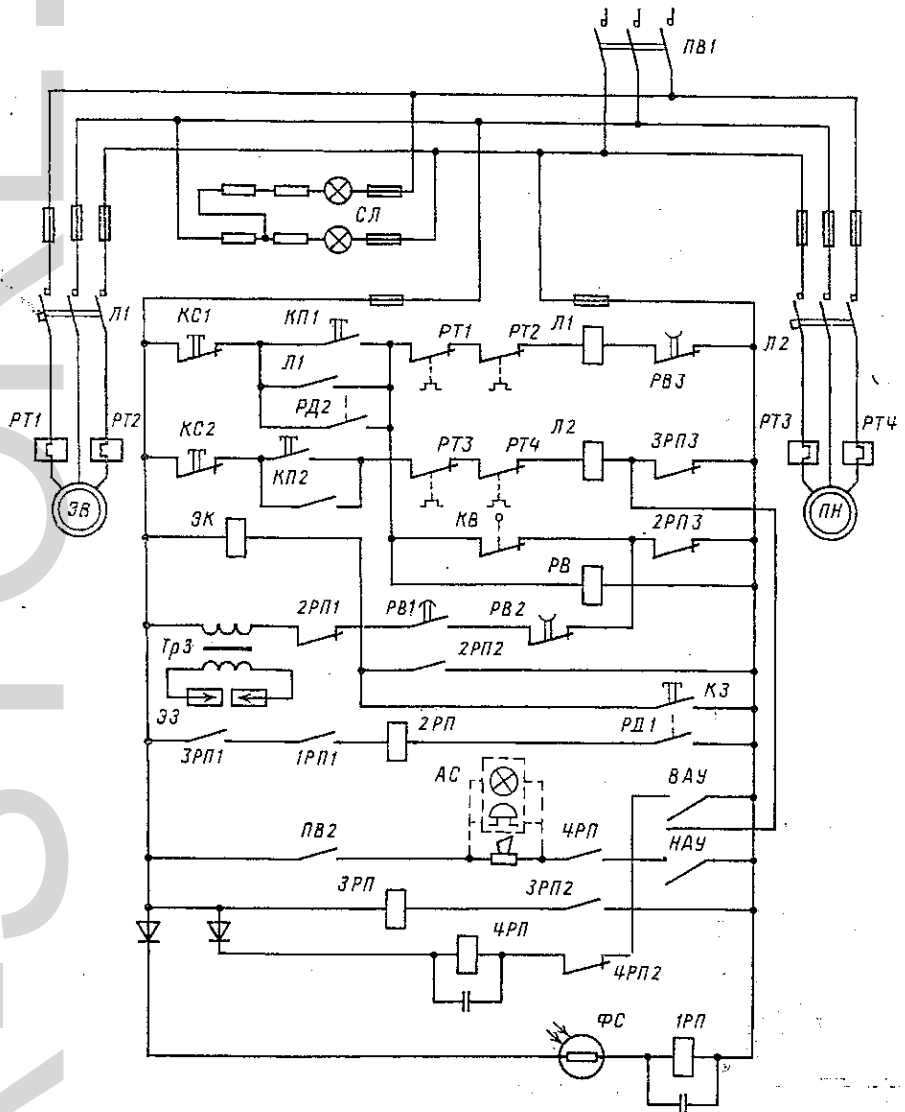 ПВ1
СЛ
Л1
КС1
КП1
РТ1
РТ2
Л1
РВ3
Л2
Л1
РД2
РТ1
РТ2
КС2
КП2
РТ3
РТ4
Л2
3РП3
РТ3
РТ4
ЭВ
ПН
ЭК
КВ
2РП3
РВ
2РП1
РВ1
РВ2
Тр3
2РП2
ЭЗ
КЗ
2РП
РД1
3РП1
1РП1
АС
ВАУ
ПВ2
4РП
НАУ
3РП
3РП2
4РП
4РП2
ФС
1РП